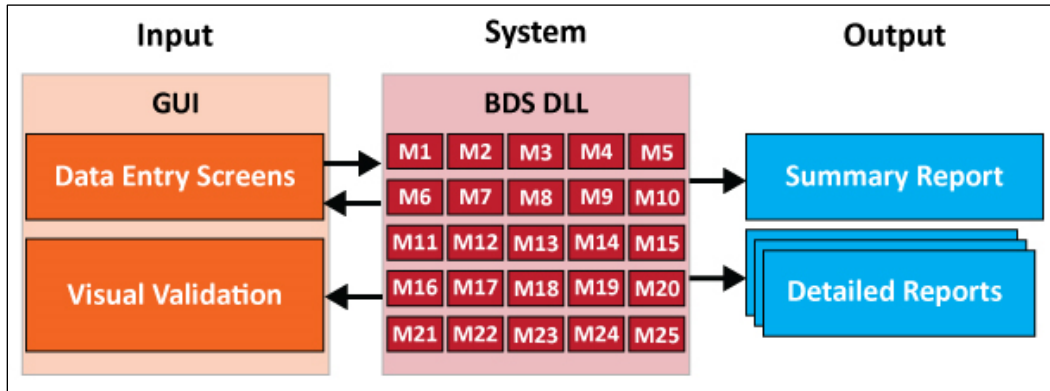 Input
System
Output
GUI
BDS DLL
Data Entry Screens
M1 M2 M3 M4 M5
Summary Report
M6 M7 M8 M9 M10
M11 M12 M13 M14 M15
Visual Validation
M16 M17 M18 M19 M20
Detailed Reports
M21 M22 M23 M24 M25